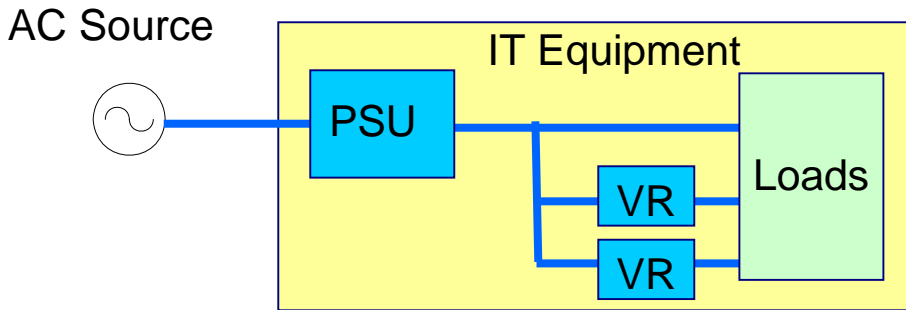 AC Source
IT Equipment
PSU
Loads
VR
VR